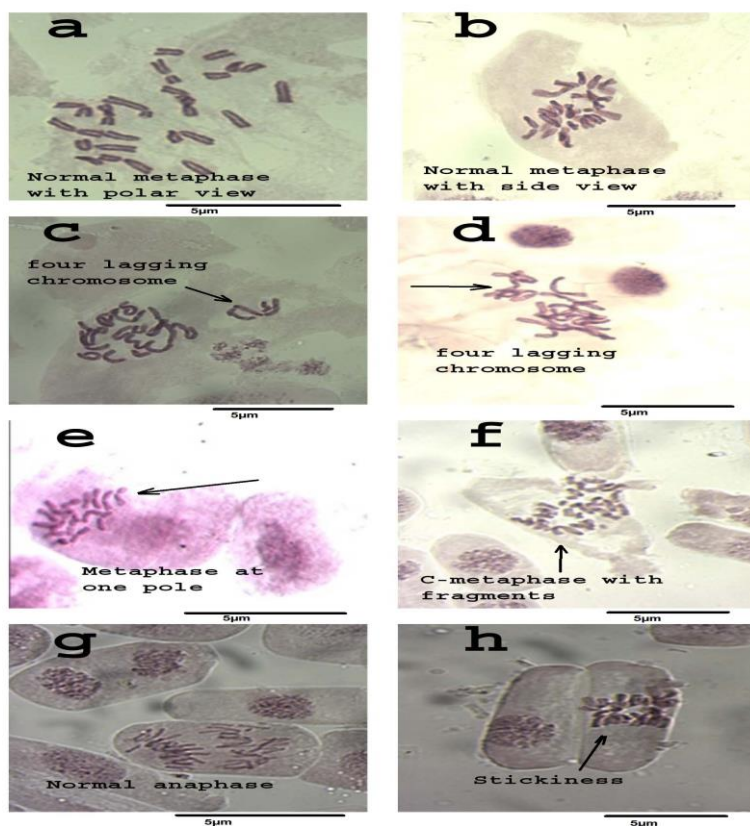 a
Normal metaphase
with polar view
5µm
b
Normal metaphase
with side view
5µm
c
four lagging
chromosome
5µm
d
four lagging
chromosome
5µm
e
Metaphase at
one pole
5µm
f
C-metaphase with
fragments
5µm
g
Normal anaphase
5µm
h
Stickiness
5µm